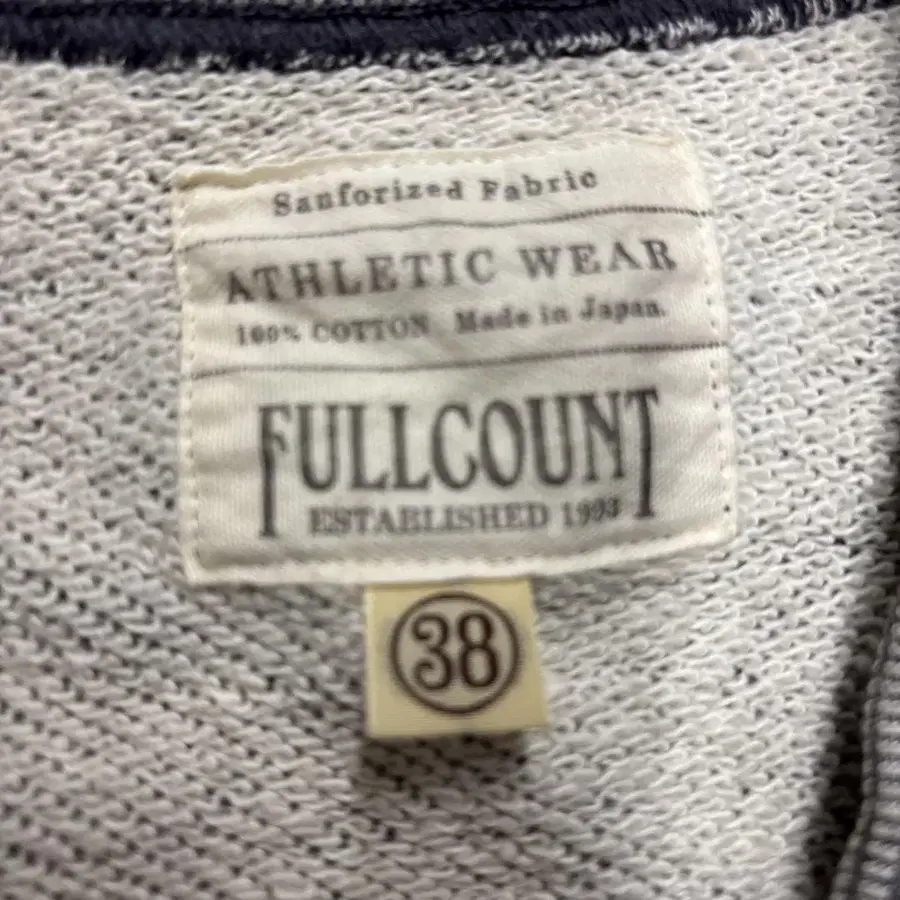 Sanforized Fabric
ATHLETIC WEAR
100% COTTON Made in Japan.
FULLCOUNT
ESTABLISHED 1993
38